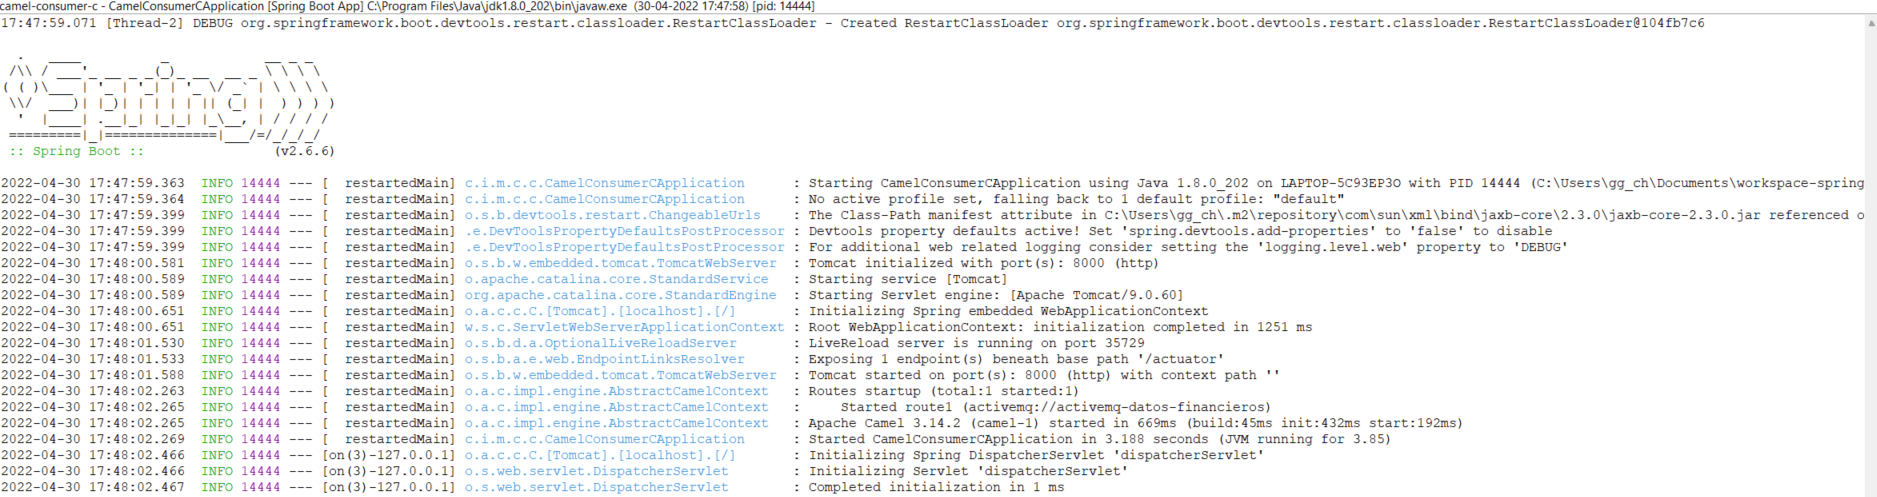 camel-consumer-c - CamelConsumerCApplication [Spring Boot App] C:\Program Files\Java\jdk1.8.0_202\bin\javaw.exe  (30-04-2022 17:47:58) [pid: 14444]
17:47:59.071 [Thread-2] DEBUG org.springframework.boot.devtools.restart.classloader.RestartClassLoader - Created RestartClassLoader org.springframework.boot.devtools.restart.classloader.RestartClassLoader@104fb7c6
  .   ____          _            __ _ _
 /\\ / ___'_ __ _ _(_)_ __  __ _ \ \ \ \
( ( )\___ | '_ | '_| | '_ \/ _` | \ \ \ \
 \\/  ___)| |_)| | | | | || (_| |  ) ) ) )
  '  |____| .__|_| |_|_| |_\__, | / / / /
 =========|_|==============|___/=/_/_/_/
 :: Spring Boot ::                (v2.6.6)
2022-04-30 17:47:59.363  INFO 14444 --- [  restartedMain] c.i.m.c.c.CamelConsumerCApplication      : Starting CamelConsumerCApplication using Java 1.8.0_202 on LAPTOP-5C93EP3O with PID 14444 (C:\Users\gg_ch\Documents\workspace-spring
2022-04-30 17:47:59.364  INFO 14444 --- [  restartedMain] c.i.m.c.c.CamelConsumerCApplication      : No active profile set, falling back to 1 default profile: "default"
2022-04-30 17:47:59.399  INFO 14444 --- [  restartedMain] o.s.b.devtools.restart.ChangeableUrls    : The Class-Path manifest attribute in C:\Users\gg_ch\.m2\repository\com\sun\xml\bind\jaxb-core\2.3.0\jaxb-core-2.3.0.jar referenced o
2022-04-30 17:47:59.399  INFO 14444 --- [  restartedMain] .e.DevToolsPropertyDefaultsPostProcessor : Devtools property defaults active! Set 'spring.devtools.add-properties' to 'false' to disable
2022-04-30 17:47:59.399  INFO 14444 --- [  restartedMain] .e.DevToolsPropertyDefaultsPostProcessor : For additional web related logging consider setting the 'logging.level.web' property to 'DEBUG'
2022-04-30 17:48:00.581  INFO 14444 --- [  restartedMain] o.s.b.w.embedded.tomcat.TomcatWebServer  : Tomcat initialized with port(s): 8000 (http)
2022-04-30 17:48:00.589  INFO 14444 --- [  restartedMain] o.apache.catalina.core.StandardService   : Starting service [Tomcat]
2022-04-30 17:48:00.589  INFO 14444 --- [  restartedMain] org.apache.catalina.core.StandardEngine  : Starting Servlet engine: [Apache Tomcat/9.0.60]
2022-04-30 17:48:00.651  INFO 14444 --- [  restartedMain] o.a.c.c.C.[Tomcat].[localhost].[/]       : Initializing Spring embedded WebApplicationContext
2022-04-30 17:48:00.651  INFO 14444 --- [  restartedMain] w.s.c.ServletWebServerApplicationContext : Root WebApplicationContext: initialization completed in 1251 ms
2022-04-30 17:48:01.530  INFO 14444 --- [  restartedMain] o.s.b.d.a.OptionalLiveReloadServer       : LiveReload server is running on port 35729
2022-04-30 17:48:01.533  INFO 14444 --- [  restartedMain] o.s.b.a.e.web.EndpointLinksResolver      : Exposing 1 endpoint(s) beneath base path '/actuator'
2022-04-30 17:48:01.588  INFO 14444 --- [  restartedMain] o.s.b.w.embedded.tomcat.TomcatWebServer  : Tomcat started on port(s): 8000 (http) with context path ''
2022-04-30 17:48:02.263  INFO 14444 --- [  restartedMain] o.a.c.impl.engine.AbstractCamelContext   : Routes startup (total:1 started:1)
2022-04-30 17:48:02.265  INFO 14444 --- [  restartedMain] o.a.c.impl.engine.AbstractCamelContext   :     Started route1 (activemq://activemq-datos-financieros)
2022-04-30 17:48:02.265  INFO 14444 --- [  restartedMain] o.a.c.impl.engine.AbstractCamelContext   : Apache Camel 3.14.2 (camel-1) started in 669ms (build:45ms init:432ms start:192ms)
2022-04-30 17:48:02.269  INFO 14444 --- [  restartedMain] c.i.m.c.c.CamelConsumerCApplication      : Started CamelConsumerCApplication in 3.188 seconds (JVM running for 3.85)
2022-04-30 17:48:02.466  INFO 14444 --- [on(3)-127.0.0.1] o.a.c.c.C.[Tomcat].[localhost].[/]       : Initializing Spring DispatcherServlet 'dispatcherServlet'
2022-04-30 17:48:02.466  INFO 14444 --- [on(3)-127.0.0.1] o.s.web.servlet.DispatcherServlet        : Initializing Servlet 'dispatcherServlet'
2022-04-30 17:48:02.467  INFO 14444 --- [on(3)-127.0.0.1] o.s.web.servlet.DispatcherServlet        : Completed initialization in 1 ms